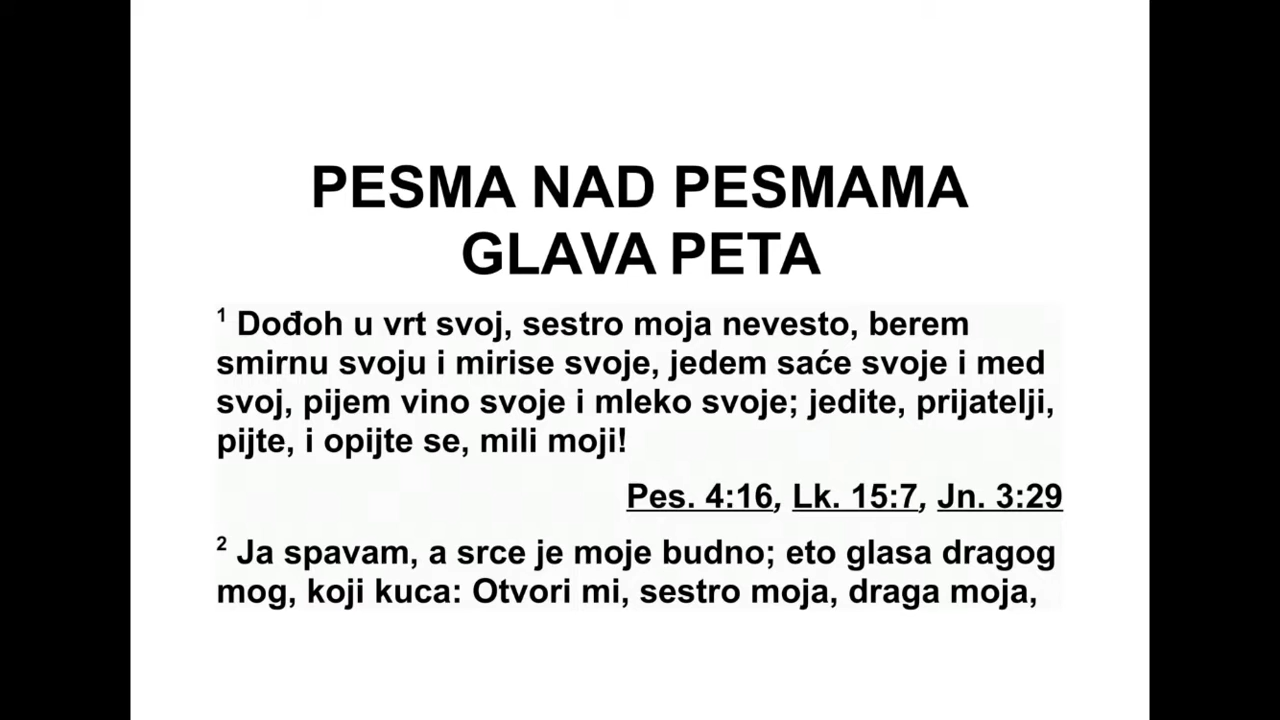 PESMA NAD PESMAMA
GLAVA PETA
1 Dođoh u vrt svoj, sestro moja nevesto, berem
smirnu svoju i mirise svoje, jedem saće svoje i med
svoj, pijem vino svoje i mleko svoje; jedite, prijatelji,
pijte, i opijte se, mili moji!
Pes. 4:16, Lk. 15:7, Jn. 3:29
2 Ja spavam, a srce je moje budno; eto glasa dragog
mog, koji kuca: Otvori mi, sestro moja, draga moja,